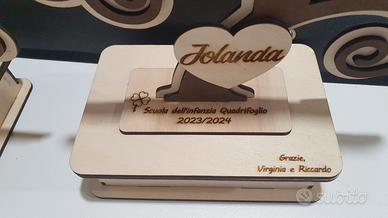 Jolanda
Scuola dell'infanzia Quadrifoglio
2023/2024
Grazie,
Virginia e Riccardo
subito